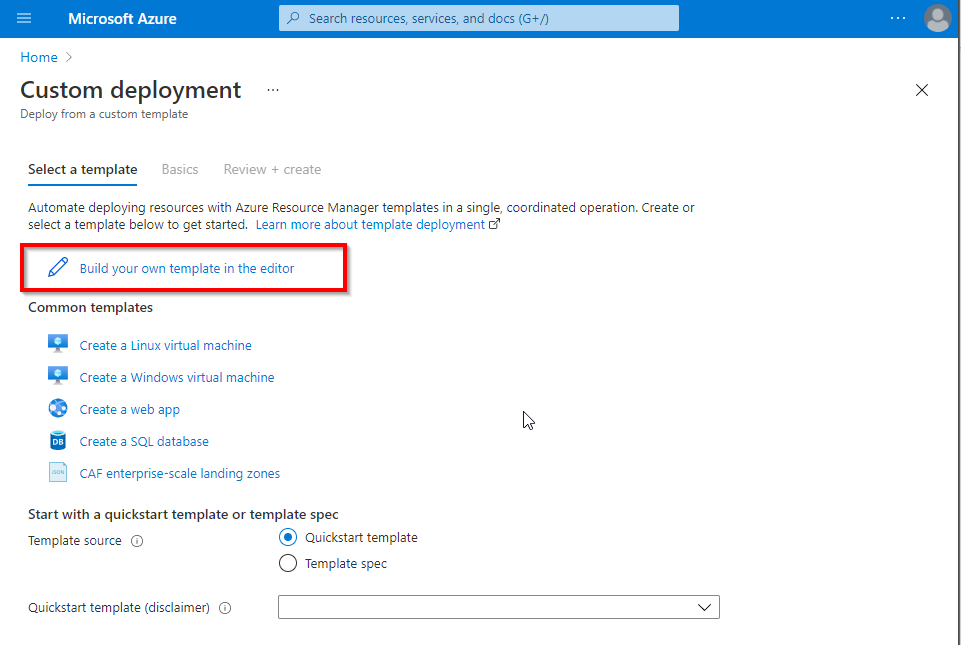 Microsoft Azure
Search resources, services, and docs (G+/)
...
Home >
Custom deployment ...
Deploy from a custom template
Select a template
Basics
Review + create
Automate deploying resources with Azure Resource Manager templates in a single, coordinated operation. Create or
select a template below to get started. Learn more about template deployment
Build your own template in the editor
Common templates
Create a Linux virtual machine
Create a Windows virtual machine
Create a web app
DB
Create a SQL database
JSON
CAF enterprise-scale landing zones
Start with a quickstart template or template spec
Template source
Quickstart template
Template spec
Quickstart template (disclaimer)